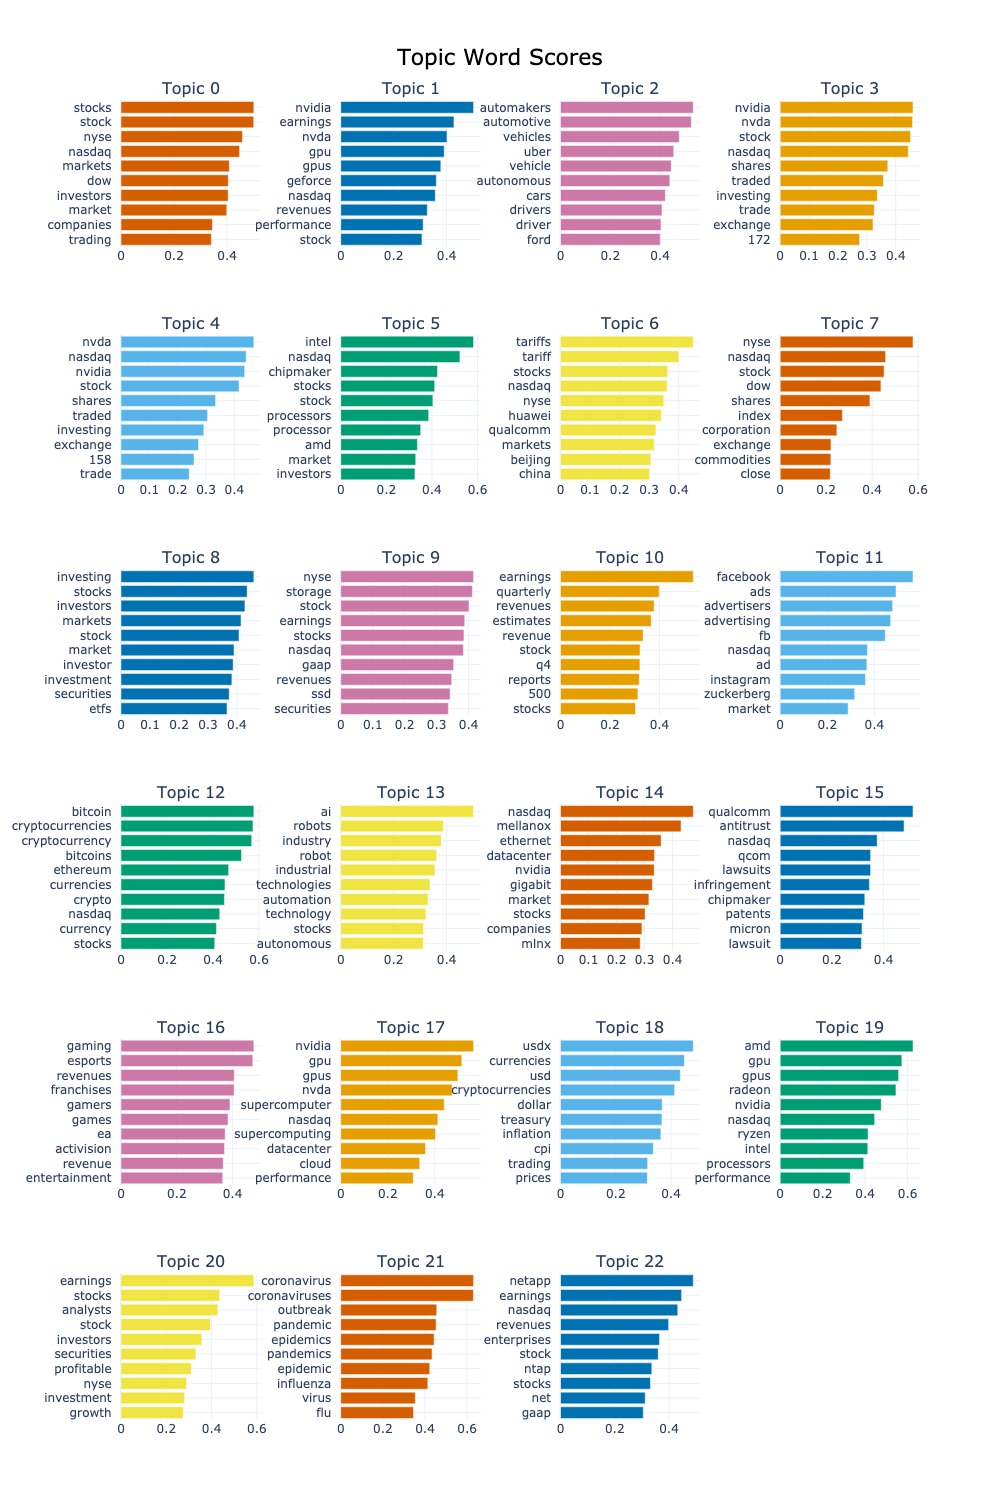 Topic Word Scores
Topic 0
stocks
stock
nyse
nasdaq
markets
dow
investors
market
companies
trading
0 0.2 0.4
Topic 1
nvidia
earnings
nvda
gpu
gpus
geforce
nasdaq
revenues
performance
stock
0 0.2 0.4
Topic 2
automakers
automotive
vehicles
uber
vehicle
autonomous
cars
drivers
driver
ford
0 0.2 0.4
Topic 3
nvidia
nvda
stock
nasdaq
shares
traded
investing
trade
exchange
172
0 0.1 0.2 0.3 0.4
Topic 4
nvda
nasdaq
nvidia
stock
shares
traded
investing
exchange
158
trade
0 0.1 0.2 0.3 0.4
Topic 5
intel
nasdaq
chipmaker
stocks
stock
processors
processor
amd
market
investors
0 0.2 0.4 0.6
Topic 6
tariffs
tariff
stocks
nasdaq
nyse
huawei
qualcomm
markets
beijing
china
0 0.1 0.2 0.3 0.4
Topic 7
nyse
nasdaq
stock
dow
shares
index
corporation
exchange
commodities
close
0 0.2 0.4 0.6
Topic 8
investing
stocks
investors
markets
stock
market
investor
investment
securities
etfs
0 0.1 0.2 0.3 0.4
Topic 9
nyse
storage
stock
earnings
stocks
nasdaq
gaap
revenues
ssd
securities
0 0.1 0.2 0.3 0.4
Topic 10
earnings
quarterly
revenues
estimates
revenue
stock
q4
reports
500
stocks
0 0.2 0.4
Topic 11
facebook
ads
advertisers
advertising
fb
nasdaq
ad
instagram
zuckerberg
market
0 0.2 0.4
Topic 12
bitcoin
cryptocurrencies
cryptocurrency
bitcoins
ethereum
currencies
crypto
nasdaq
currency
stocks
0 0.2 0.4 0.6
Topic 13
ai
robots
industry
robot
industrial
technologies
automation
technology
stocks
autonomous
0 0.2 0.4
Topic 14
nasdaq
mellanox
ethernet
datacenter
nvidia
gigabit
market
stocks
companies
mlnx
0 0.1 0.2 0.3 0.4
Topic 15
qualcomm
antitrust
nasdaq
qcom
lawsuits
infringement
chipmaker
patents
micron
lawsuit
0 0.2 0.4
Topic 16
gaming
esports
revenues
franchises
gamers
games
ea
activision
revenue
entertainment
0 0.2 0.4
Topic 17
nvidia
gpu
gpus
nvda
supercomputer
nasdaq
supercomputing
datacenter
cloud
performance
0 0.2 0.4
Topic 18
usdx
currencies
usd
cryptocurrencies
dollar
treasury
inflation
cpi
trading
prices
0 0.2 0.4
Topic 19
amd
gpu
gpus
radeon
nvidia
nasdaq
ryzen
intel
processors
performance
0 0.2 0.4 0.6
Topic 20
earnings
stocks
analysts
stock
investors
securities
profitable
nyse
investment
growth
0 0.2 0.4 0.6
Topic 21
coronavirus
coronaviruses
outbreak
pandemic
epidemics
pandemics
epidemic
influenza
virus
flu
0 0.2 0.4 0.6
Topic 22
netapp
earnings
nasdaq
revenues
enterprises
stock
ntap
stocks
net
gaap
0 0.2 0.4